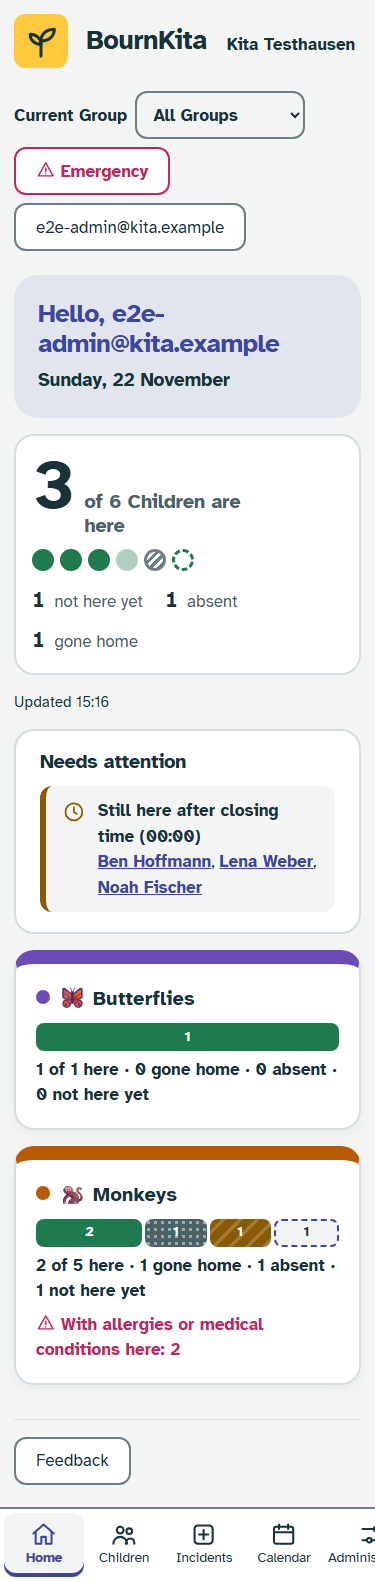 BournKita
Kita Testhausen
Current Group
All Groups
Emergency
e2e-admin@kita.example
Hello, e2e-
admin@kita.example
Sunday, 22 November
3 of 6 Children are
here
1 not here yet 1 absent
1 gone home
Updated 15:16
Needs attention
Still here after closing
time (00:00)
Ben Hoffmann, Lena Weber,
Noah Fischer
Butterflies
1
1 of 1 here · 0 gone home · 0 absent ·
0 not here yet
Monkeys
2 1 1 1
2 of 5 here · 1 gone home · 1 absent ·
1 not here yet
With allergies or medical
conditions here: 2
Feedback
Home Children Incidents Calendar Adminis